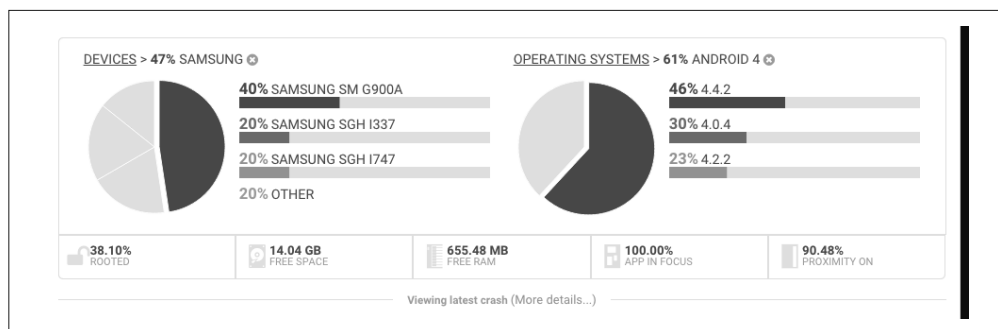 DEVICES > 47% SAMSUNG
40% SAMSUNG SM G900A
20% SAMSUNG SGH I337
20% SAMSUNG SGH I747
20% OTHER
OPERATING SYSTEMS > 61% ANDROID 4
46% 4.4.2
30% 4.0.4
23% 4.2.2
38.10%
ROOTED
14.04 GB
FREE SPACE
655.48 MB
FREE RAM
100.00%
APP IN FOCUS
90.48%
PROXIMITY ON
Viewing latest crash (More details...)